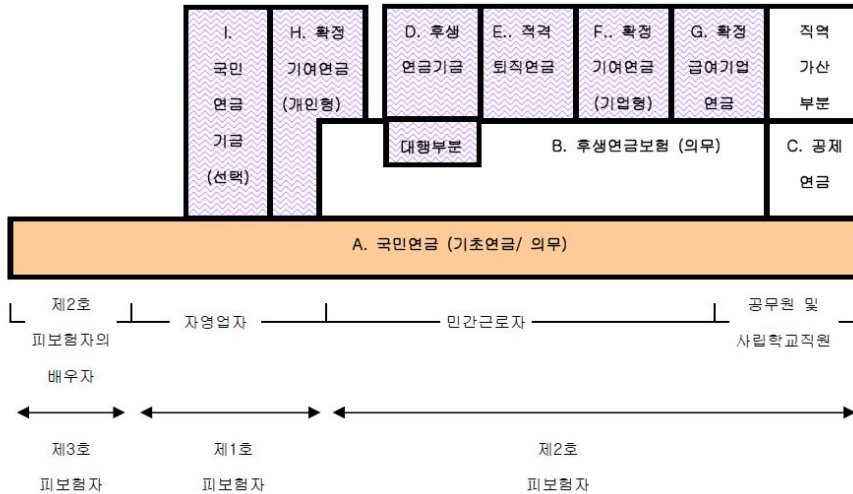 I.
국민
연금
기금
(선택)
H. 확정
기여연금
(개인형)
D. 후생
연금기금
E.. 적격
퇴직연금
F.. 확정
기여연금
(기업형)
G. 확정
급여기업
연금
직역
가산
부분
대행부분
B. 후생연금보험 (의무)
C. 공제
연금
A. 국민연금 (기초연금/ 의무)
제2호
피보험자의
배우자
자영업자
민간근로자
공무원 및
사립학교직원
제3호
피보험자
제1호
피보험자
제2호
피보험자